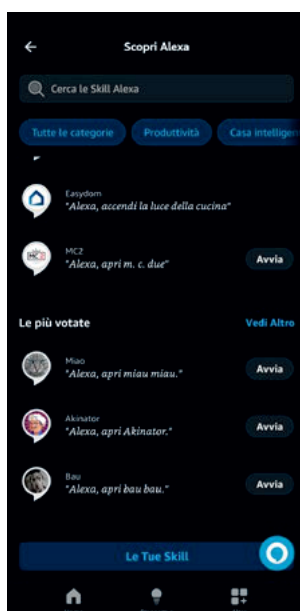 Scopri Alexa
Cerca le Skill Alexa
Tutte le categorie
Produttività
Casa intelligen
Easydom
"Alexa, accendi la luce della cucina"
MC2
MC2
"Alexa, apri m. c. due"
Avvia
Le più votate
Vedi Altro
Miao
"Alexa, apri miau miau."
Avvia
Akinator
"Alexa, apri Akinator."
Avvia
Bau
"Alexa, apri bau bau."
Avvia
Le Tue Skill